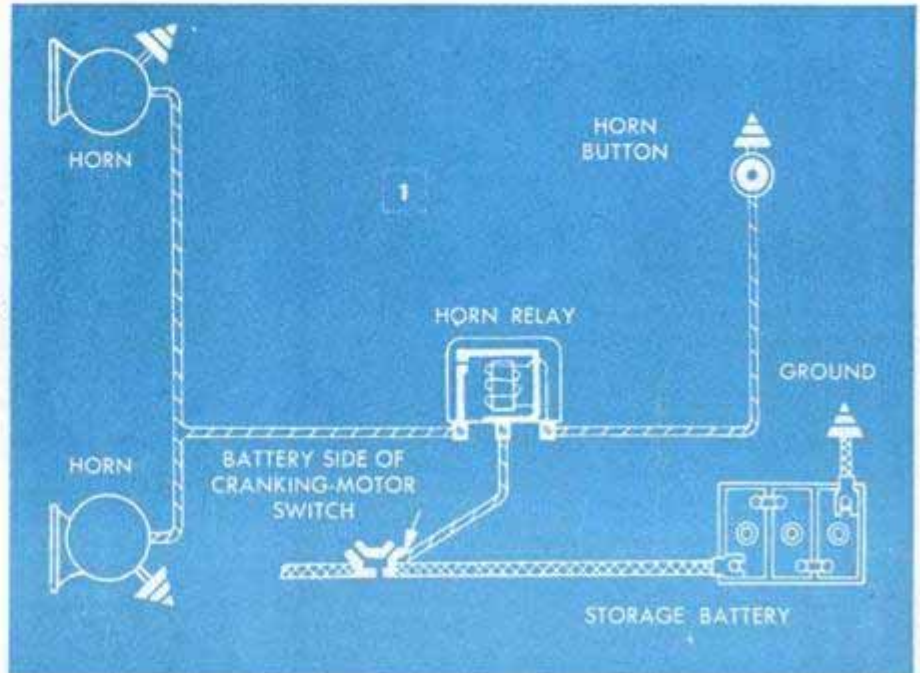 HORN
HORN
BUTTON
1
HORN RELAY
GROUND
HORN
BATTERY SIDE OF
CRANKING-MOTOR
SWITCH
STORAGE BATTERY